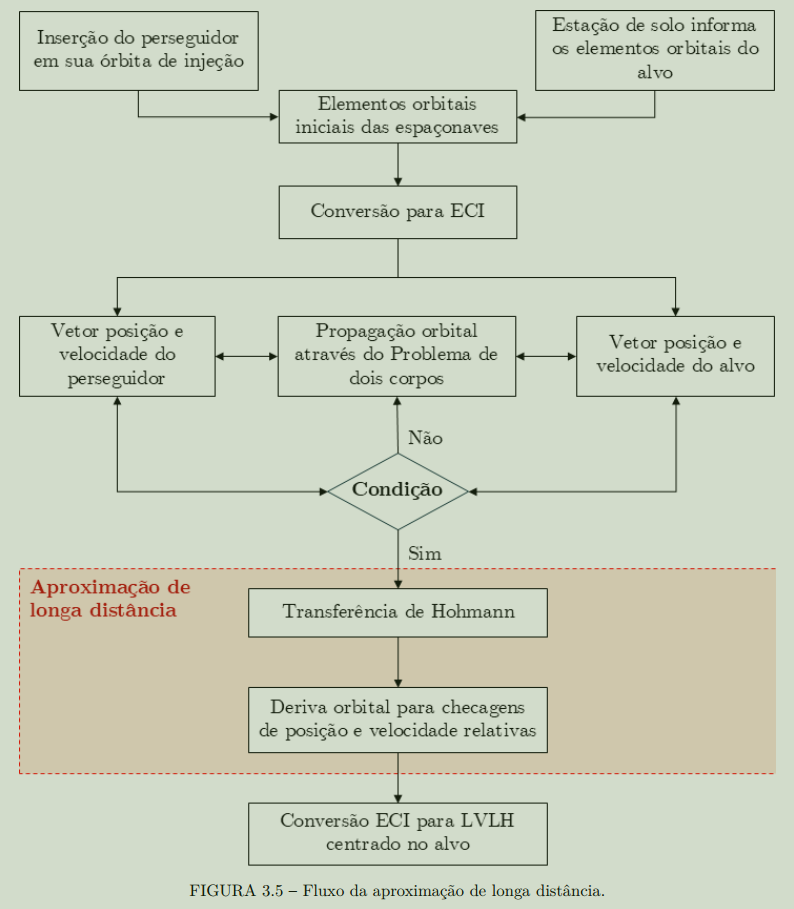 Inserção do perseguidor
em sua órbita de injeção
Estação de solo informa
os elementos orbitais do
alvo
Elementos orbitais
iniciais das espaçonaves
Conversão para ECI
Vetor posição e
velocidade do
perseguidor
Propagação orbital
através do Problema de
dois corpos
Vetor posição e
velocidade do alvo
Não
Condição
Sim
Aproximação de
longa distância
Transferência de Hohmann
Deriva orbital para checagens
de posição e velocidade relativas
Conversão ECI para LVLH
centrado no alvo
FIGURA 3.5 – Fluxo da aproximação de longa distância.